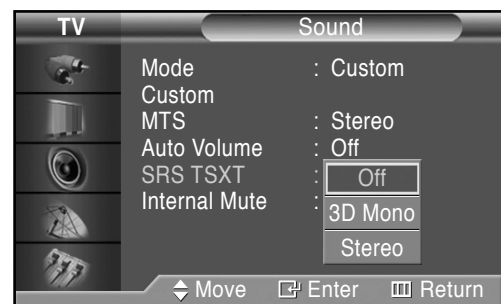 TV Sound
Mode : Custom
Custom
MTS : Stereo
Auto Volume : Off
SRS TSXT : Off
Internal Mute : 3D Mono
Stereo
Move Enter Return